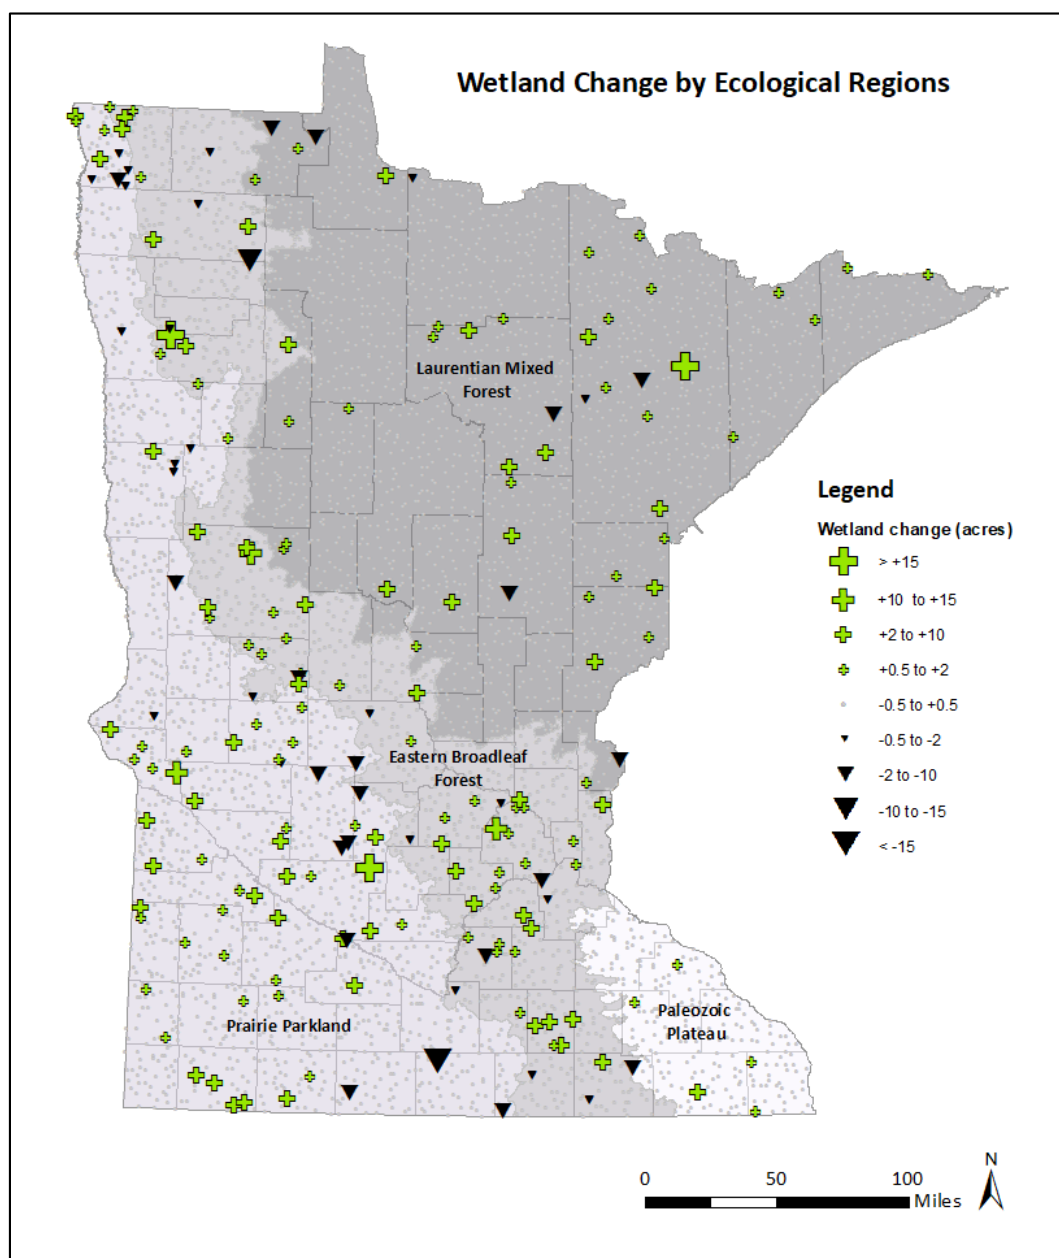 Wetland Change by Ecological Regions
Laurentian Mixed
Forest
Legend
Wetland change (acres)
> +15
+10 to +15
+2 to +10
+0.5 to +2
-0.5 to +0.5
-0.5 to -2
-2 to -10
-10 to -15
< -15
Eastern Broadleaf
Forest
Prairie Parkland
Paleozoic
Plateau
N
0 50 100
Miles